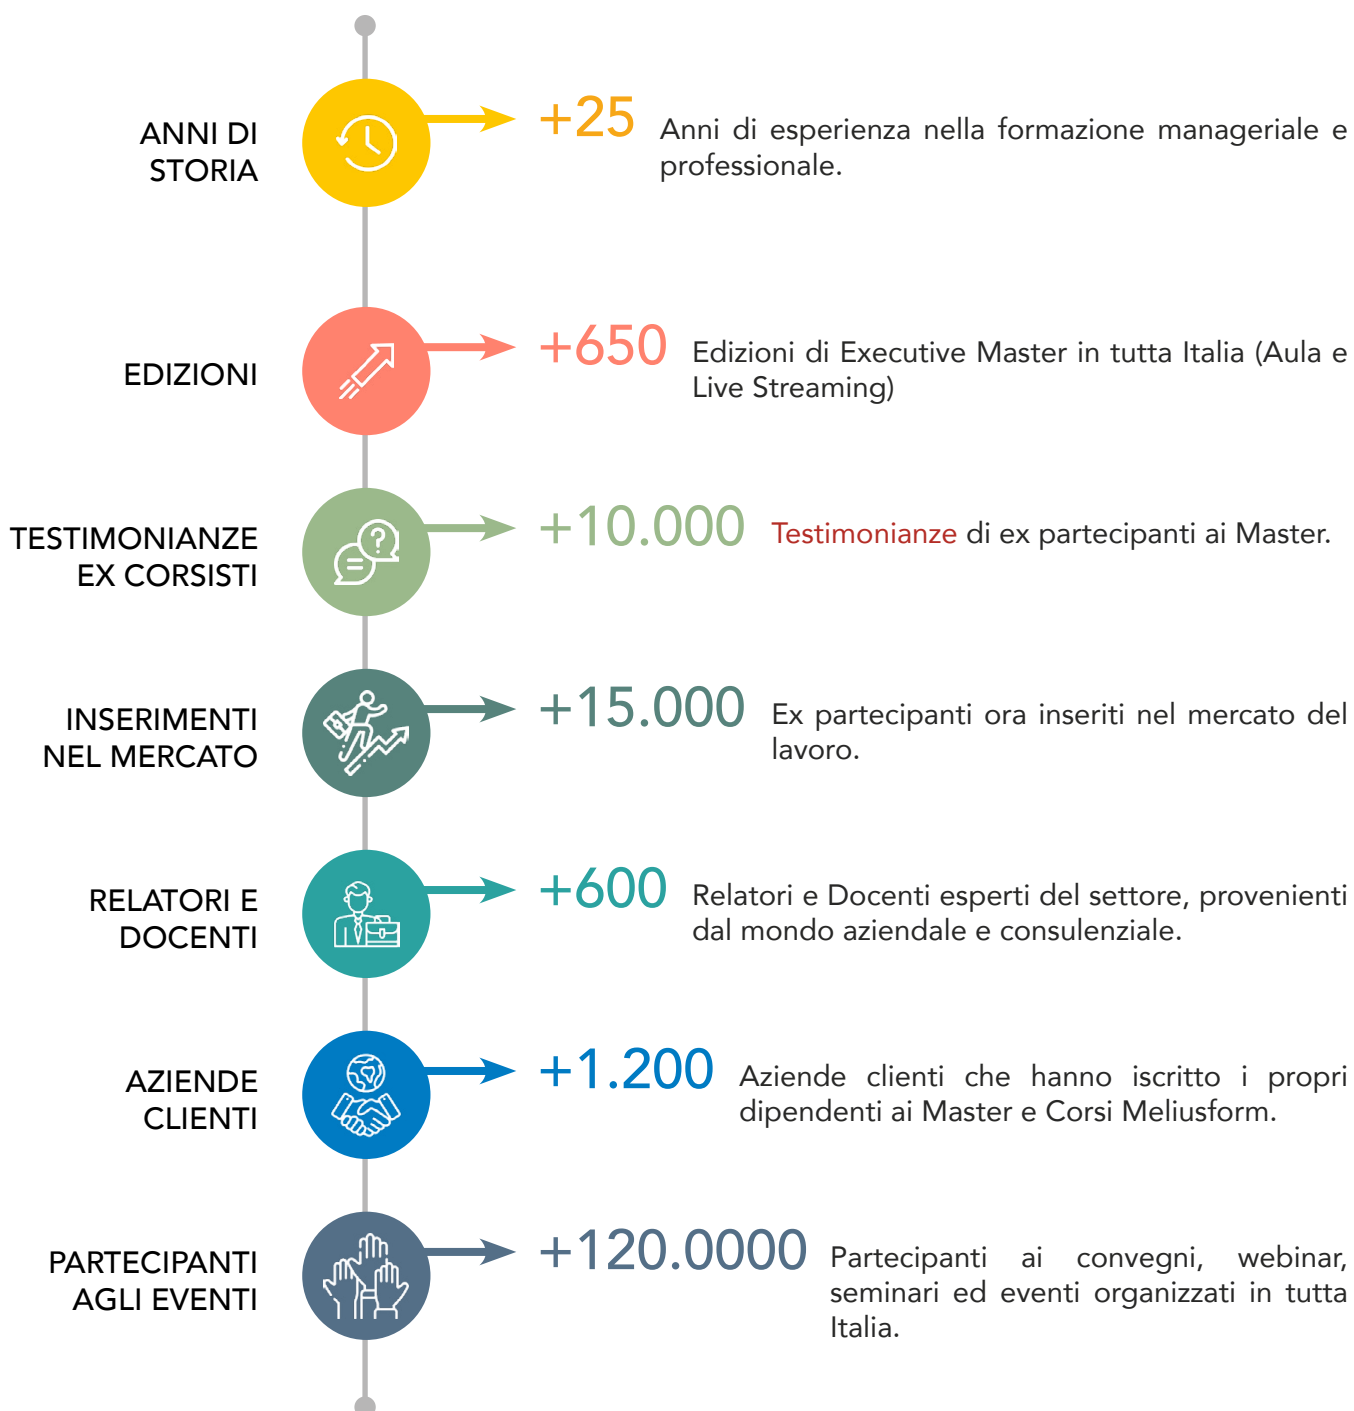 ANNI DI
STORIA
+25
Anni di esperienza nella formazione manageriale e
professionale.
EDIZIONI
+650
Edizioni di Executive Master in tutta Italia (Aula e
Live Streaming)
TESTIMONIANZE
EX CORSISTI
+10.000
Testimonianze di ex partecipanti ai Master.
INSERIMENTI
NEL MERCATO
+15.000
Ex partecipanti ora inseriti nel mercato del
lavoro.
RELATORI E
DOCENTI
+600
Relatori e Docenti esperti del settore, provenienti
dal mondo aziendale e consulenziale.
AZIENDE
CLIENTI
+1.200
Aziende clienti che hanno iscritto i propri
dipendenti ai Master e Corsi Meliusform.
PARTECIPANTI
AGLI EVENTI
+120.0000
Partecipanti ai convegni, webinar,
seminari ed eventi organizzati in tutta
Italia.